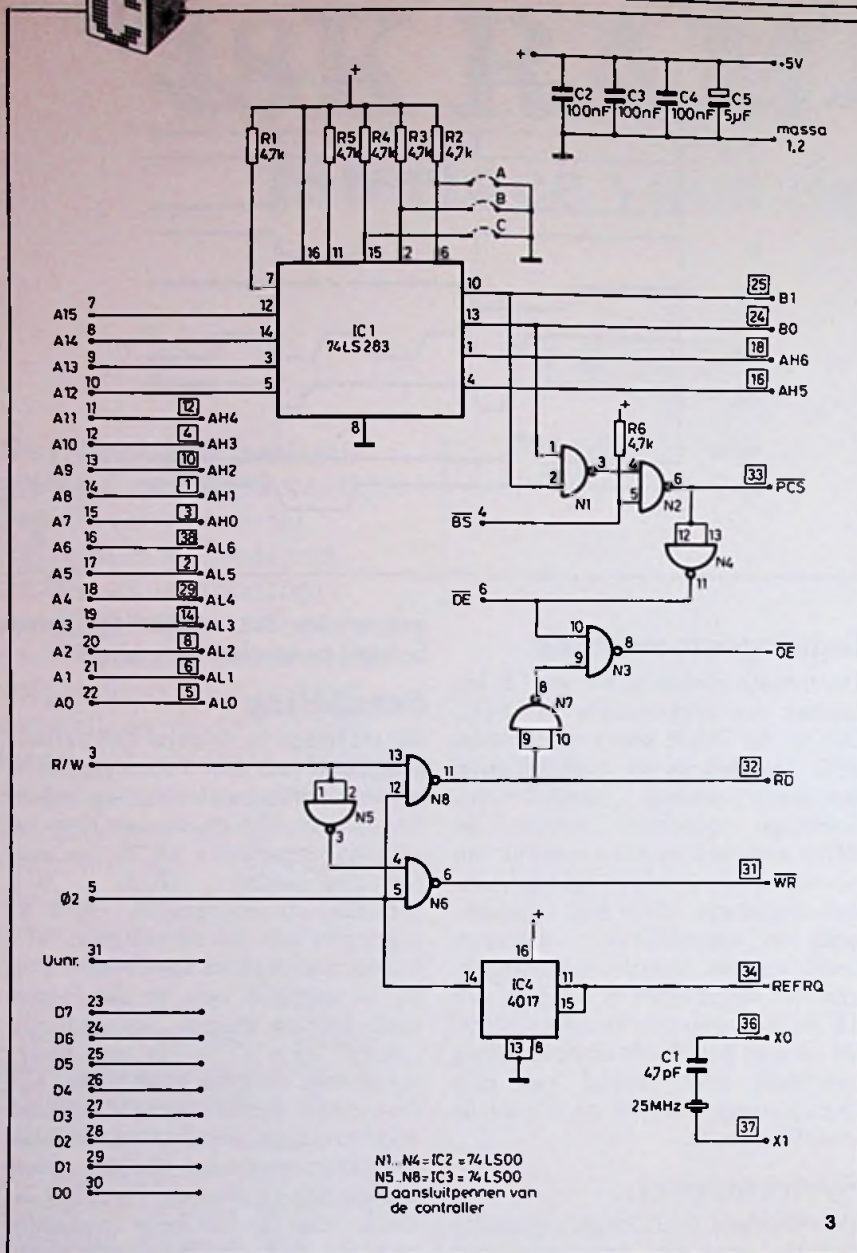 +
+5V
C2
100nF
C3
100nF
C4
100nF
C5
5µF
massa
1,2
+
R1
4,7k
R5
4,7k
R4
4,7k
R3
4,7k
R2
4,7k
A
B
C
16 11 15 2 6
7
12
14
3
5
IC1
74LS283
8
10
13
1
4
25 B1
24 B0
18 AH6
16 AH5
A15 7
A14 8
A13 9
A12 10
A11 11 12 AH4
A10 12 4 AH3
A9 13 10 AH2
A8 14 1 AH1
A7 15 3 AH0
A6 16 38 AL6
A5 17 2 AL5
A4 18 29 AL4
A3 19 14 AL3
A2 20 8 AL2
A1 21 6 AL1
A0 22 5 AL0
+
R6
4,7k
1
2
3
N1
4
5
6
N2
33 PCS
BS 4
12 13
N4
11
DE 6
10
9
8
N3
OE
8
N7
9 10
R/W 3
13
12
11
N8
32 RD
1 2
N5
3
4
5
6
N6
31 WR
Ø2 5
+
16
14
IC4
4017
11
15
13 8
34 REFRQ
36 X0
C1
47pF
25MHz
37 X1
Uunr. 31
D7 23
D6 24
D5 25
D4 26
D3 27
D2 28
D1 29
D0 30
N1...N4=IC2=74LS00
N5..N8=IC3=74LS00
□ aansluitpennen van
de controller
3